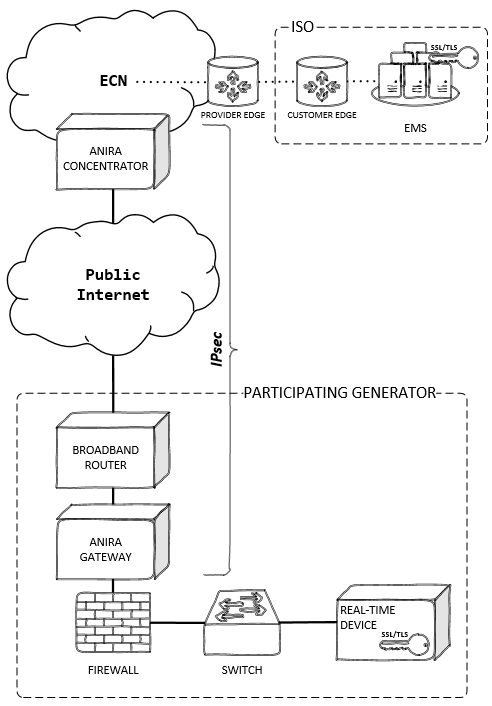 ISO
SSL/TLS
ECN
PROVIDER EDGE
CUSTOMER EDGE
EMS
ANIRA
CONCENTRATOR
Public
Internet
IPsec
PARTICIPATING GENERATOR
BROADBAND
ROUTER
ANIRA
GATEWAY
REAL-TIME
DEVICE
SSL/TLS
FIREWALL
SWITCH